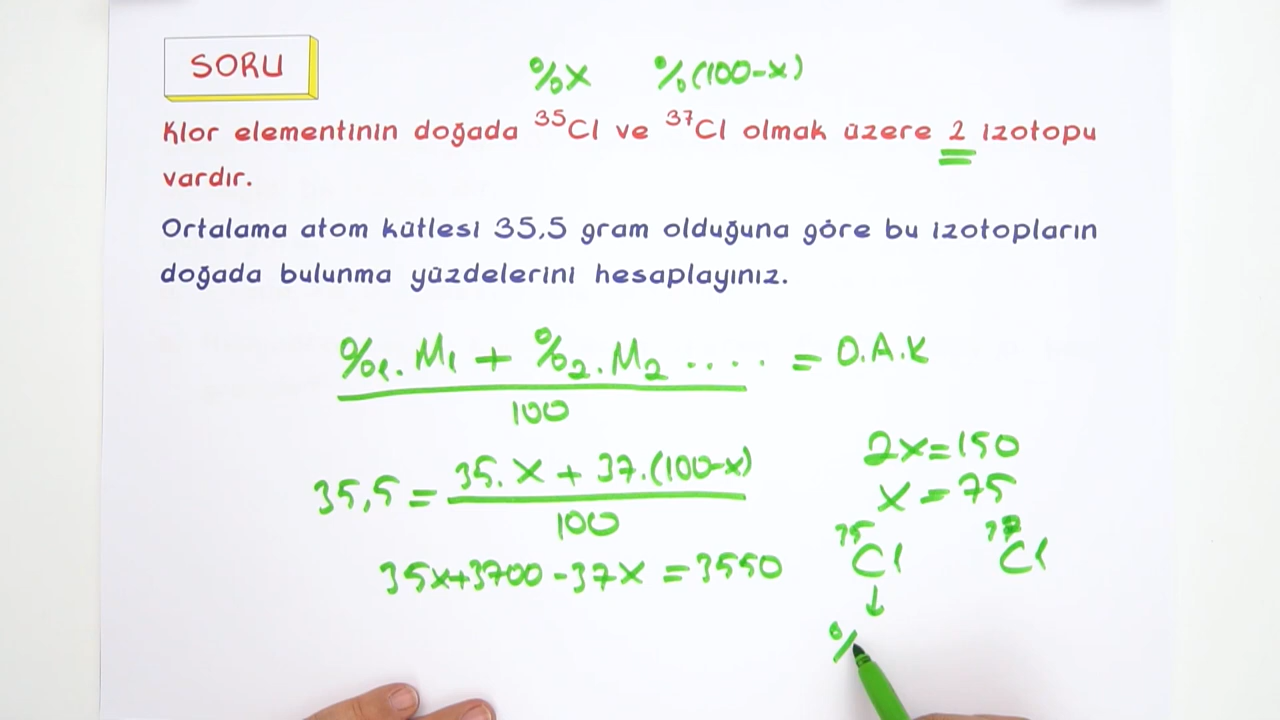 SORU
%x %(100-x)
Klor elementinin doğada ³⁵Cl ve ³⁷Cl olmak üzere 2 izotopu
vardır.
Ortalama atom kütlesi 35,5 gram olduğuna göre bu izotopların
doğada bulunma yüzdelerini hesaplayınız.
%₁.M₁ + %₂.M₂ .... = O.A.K
100
35,5 = 35.x + 37.(100-x)
100
35x+3700-37x = 3550
2x=150
x=75
³⁵Cl ³⁷Cl
↓
%